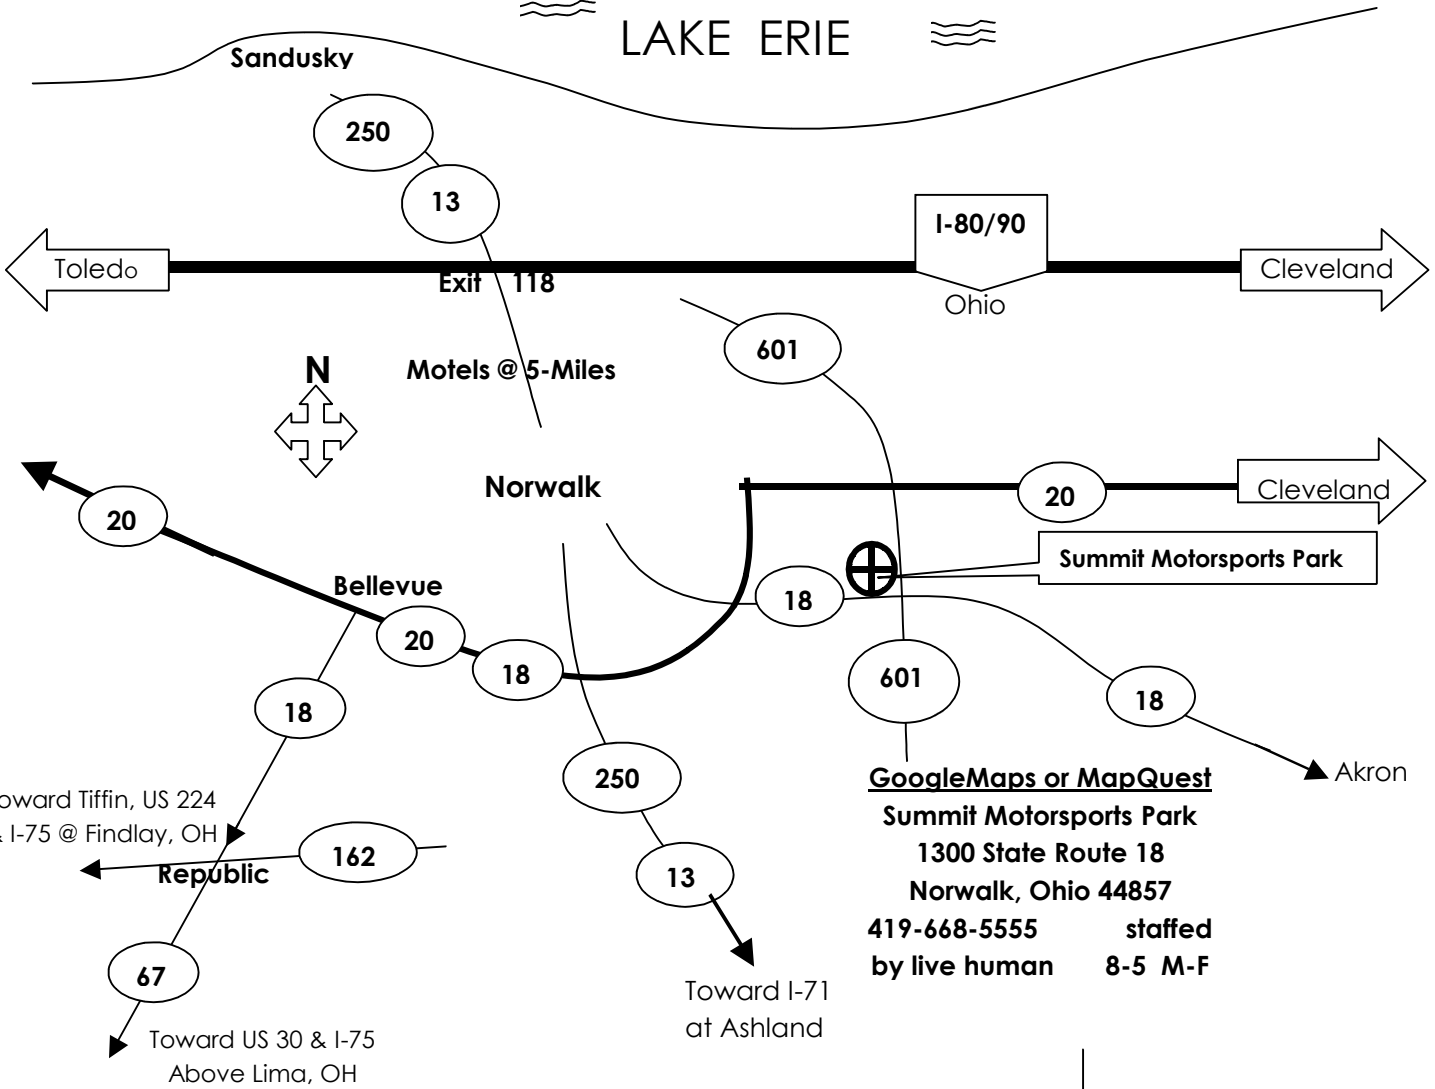 LAKE ERIE
Sandusky
250
13
I-80/90
Toledo
Cleveland
Exit 118
Ohio
601
N
Motels @ 5-Miles
Norwalk
20
Cleveland
20
Summit Motorsports Park
Bellevue
18
20
18
601
18
18
250
Akron
oward Tiffin, US 224
& I-75 @ Findlay, OH
162
Republic
13
67
GoogleMaps or MapQuest
Summit Motorsports Park
1300 State Route 18
Norwalk, Ohio 44857
419-668-5555 staffed
by live human 8-5 M-F
Toward I-71
at Ashland
Toward US 30 & I-75
Above Lima, OH